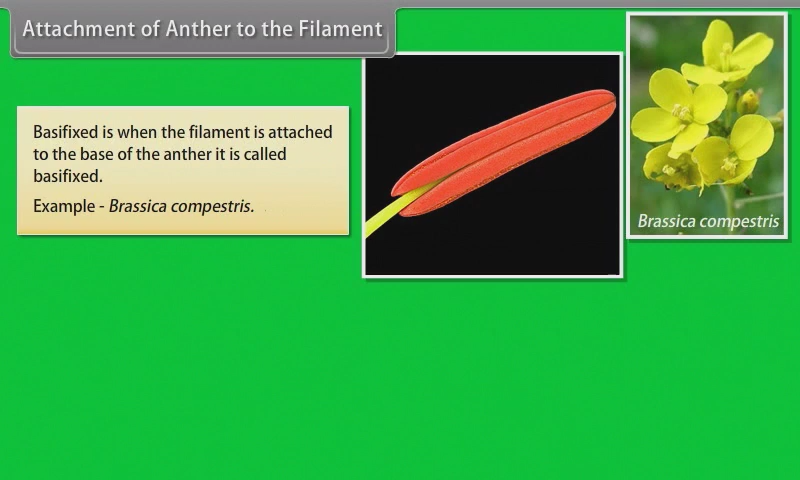 Attachment of Anther to the Filament
Basifixed is when the filament is attached
to the base of the anther it is called
basifixed.
Example - Brassica compestris.
Brassica compestris